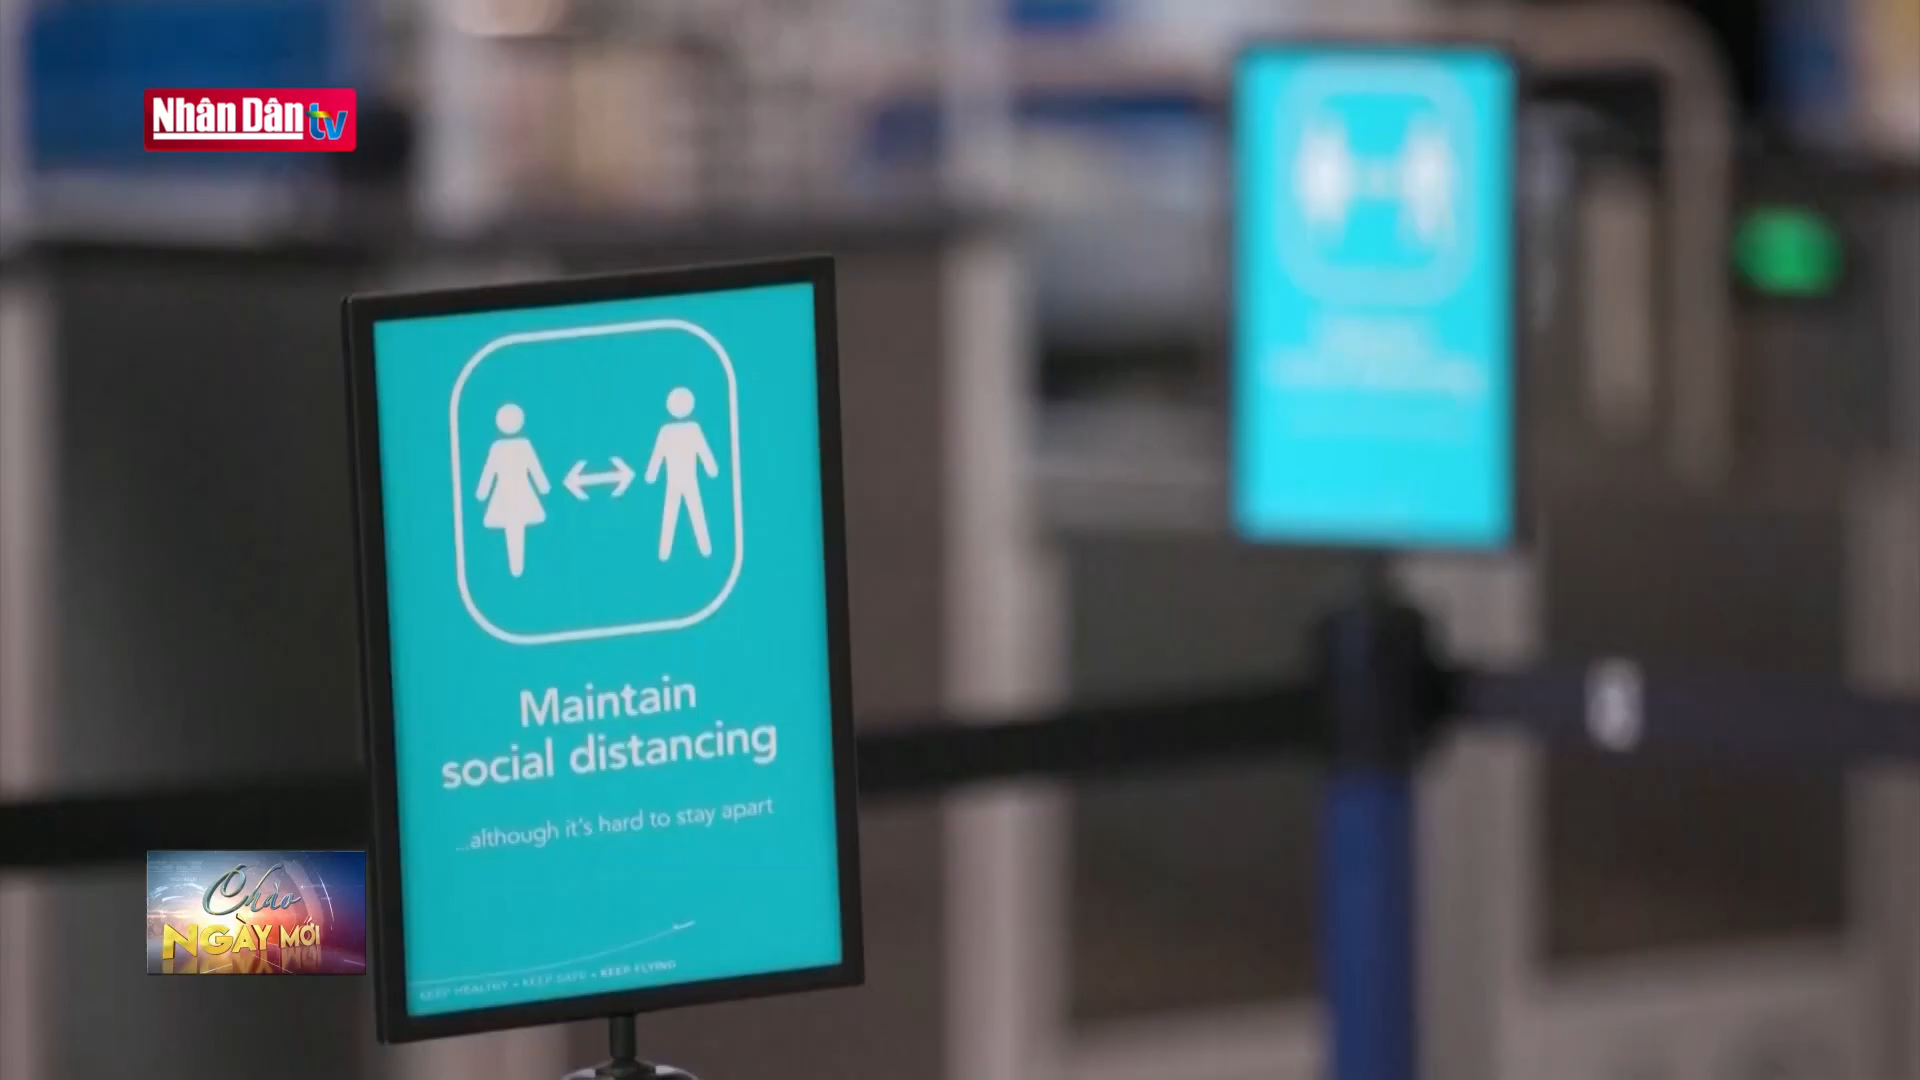 Nhân Dân tv
Maintain
social distancing
...although it's hard to stay apart
KEEP HEALTHY • KEEP SAFE • KEEP FLYING
Chào
NGÀY MỚI